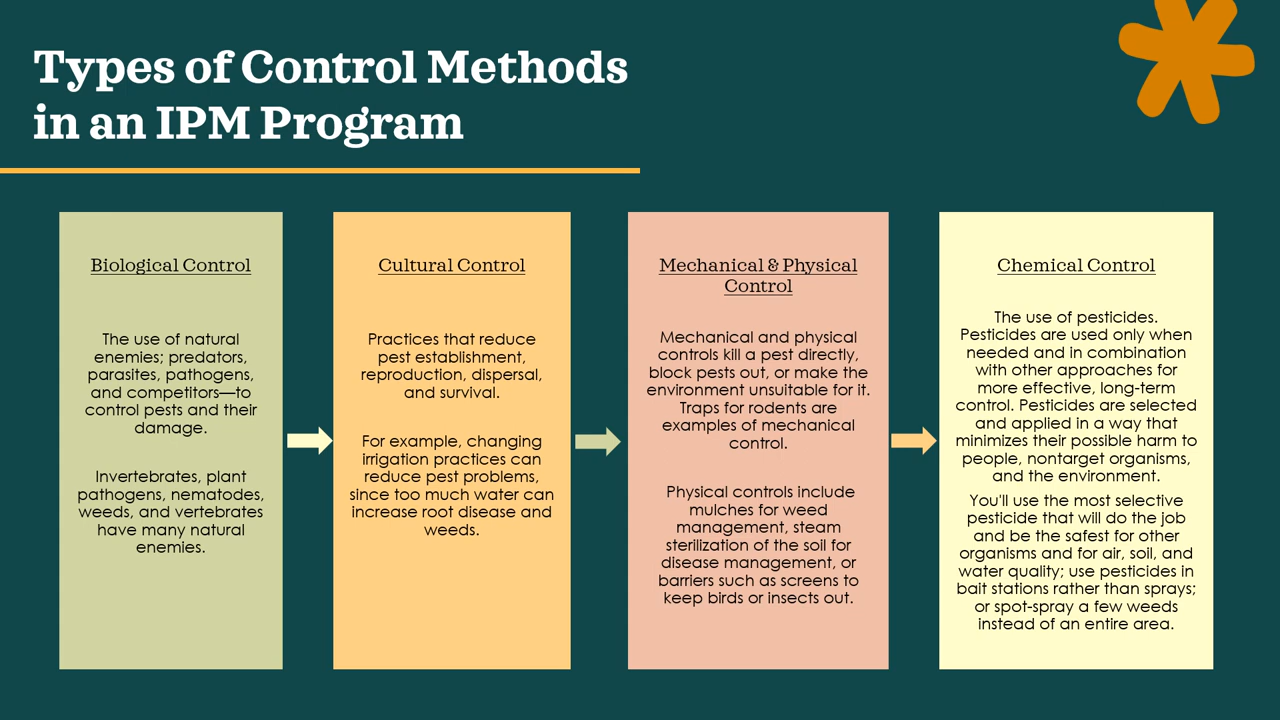 Types of Control Methods
in an IPM Program
Biological Control
The use of natural
enemies; predators,
parasites, pathogens,
and competitors—to
control pests and their
damage.
Invertebrates, plant
pathogens, nematodes,
weeds, and vertebrates
have many natural
enemies.
Cultural Control
Practices that reduce
pest establishment,
reproduction, dispersal,
and survival.
For example, changing
irrigation practices can
reduce pest problems,
since too much water can
increase root disease and
weeds.
Mechanical & Physical
Control
Mechanical and physical
controls kill a pest directly,
block pests out, or make the
environment unsuitable for it.
Traps for rodents are
examples of mechanical
control.
Physical controls include
mulches for weed
management, steam
sterilization of the soil for
disease management, or
barriers such as screens to
keep birds or insects out.
Chemical Control
The use of pesticides.
Pesticides are used only when
needed and in combination
with other approaches for
more effective, long-term
control. Pesticides are selected
and applied in a way that
minimizes their possible harm to
people, nontarget organisms,
and the environment.
You'll use the most selective
pesticide that will do the job
and be the safest for other
organisms and for air, soil, and
water quality; use pesticides in
bait stations rather than sprays;
or spot-spray a few weeds
instead of an entire area.